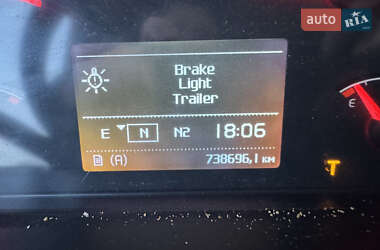 auto RIA
Brake
Light
Trailer
E N N2 18:06
(A) 738696,1 KM
E
T